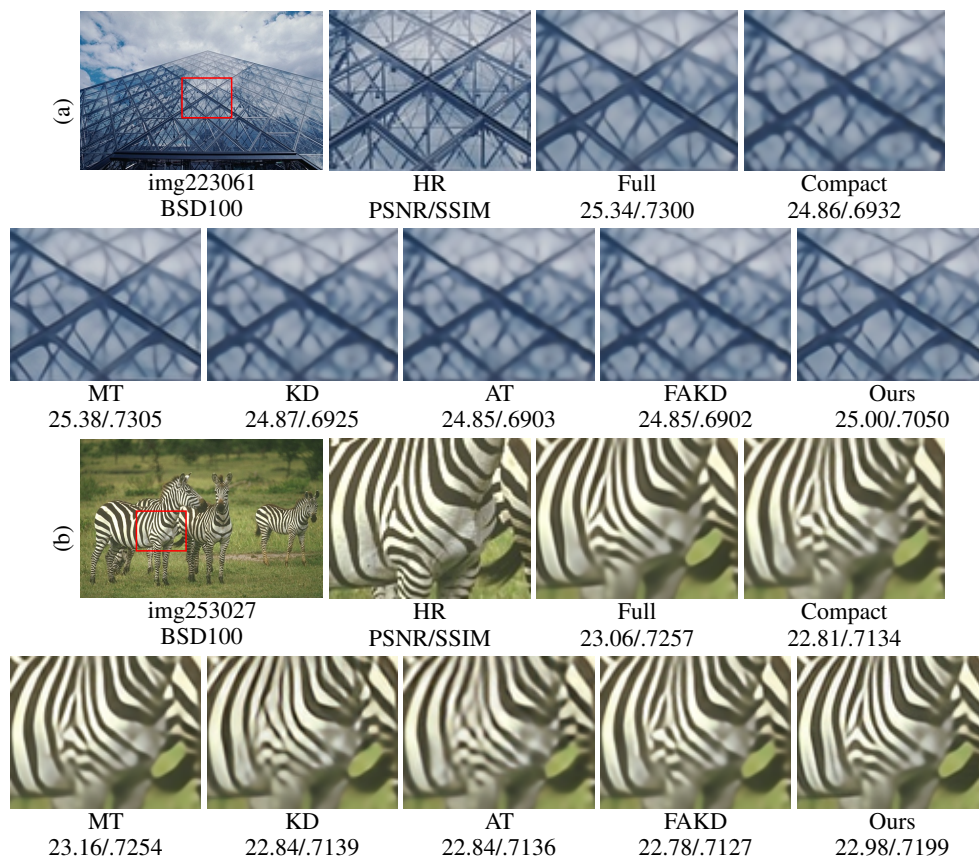 (a)
img223061 HR Full Compact
BSD100 PSNR/SSIM 25.34/.7300 24.86/.6932
MT KD AT FAKD Ours
25.38/.7305 24.87/.6925 24.85/.6903 24.85/.6902 25.00/.7050
(b)
img253027 HR Full Compact
BSD100 PSNR/SSIM 23.06/.7257 22.81/.7134
MT KD AT FAKD Ours
23.16/.7254 22.84/.7139 22.84/.7136 22.78/.7127 22.98/.7199